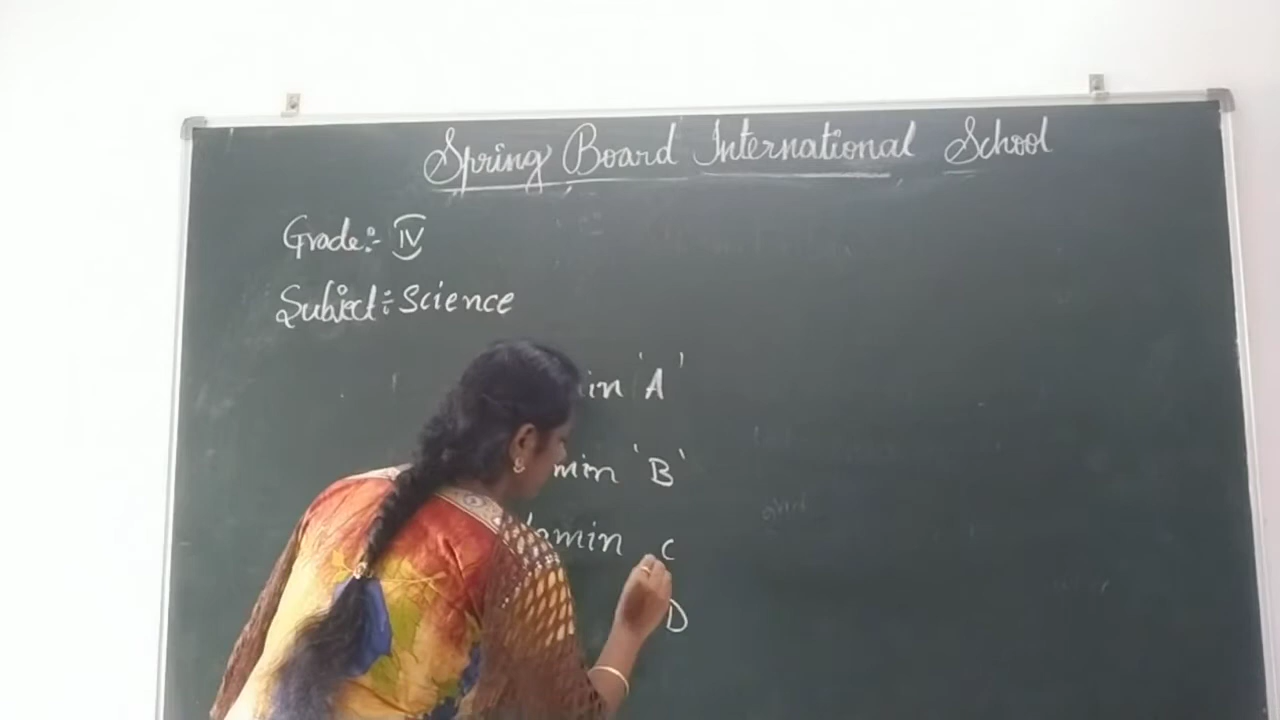 Spring Board International School
Grade:- IV
Subject:- Science
in 'A'
min 'B'
amin C
D